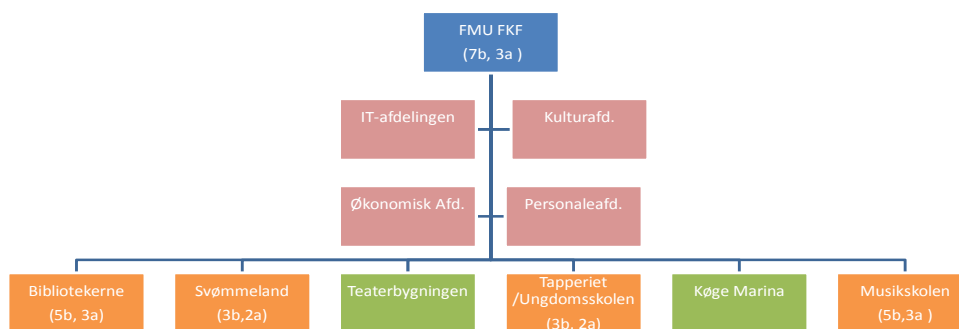 FMU FKF
(7b, 3a )
IT-afdelingen
Kulturafd.
Økonomisk Afd.
Personaleafd.
Bibliotekerne
(5b, 3a)
Svømmeland
(3b,2a)
Teaterbygningen
Tapperiet
/Ungdomsskolen
(3b, 2a)
Køge Marina
Musikskolen
(5b,3a )